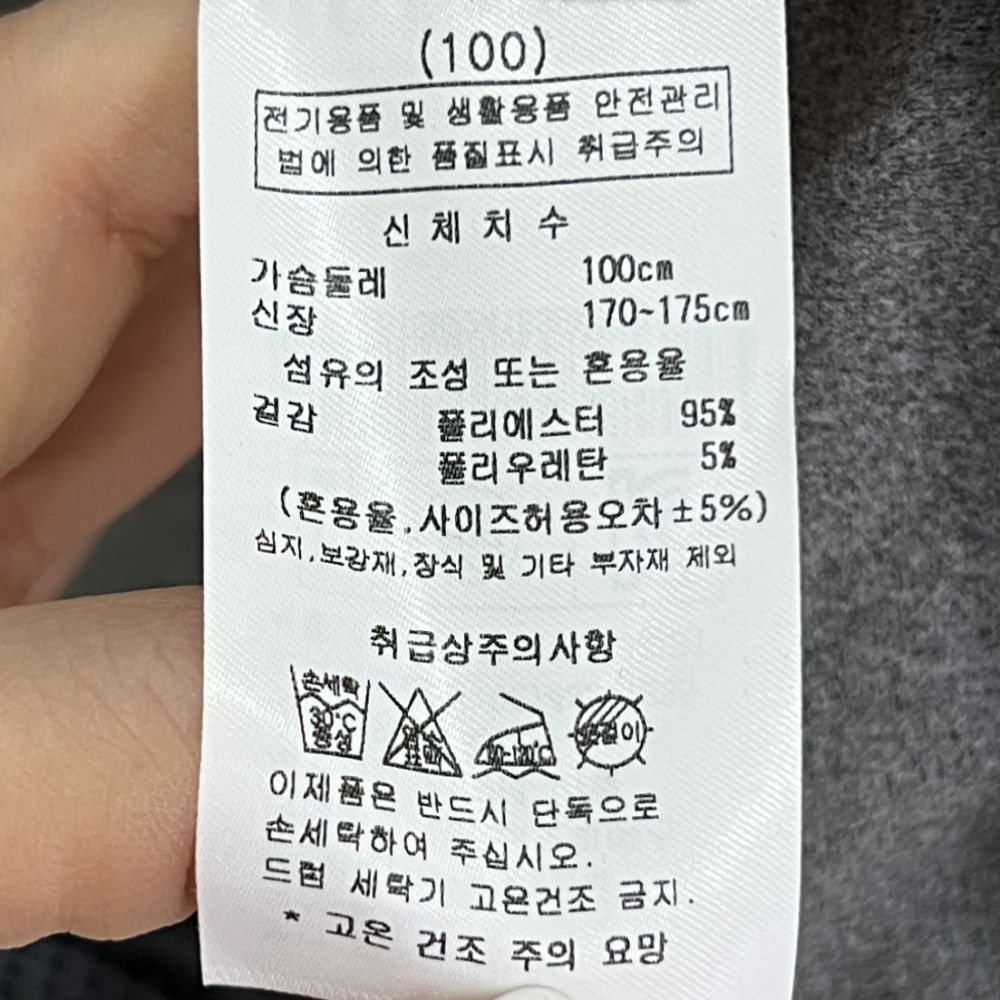 (100)
전기용품 및 생활용품 안전관리
법에 의한 품질표시 취급주의
신체치수
가슴둘레 100cm
신장 170~175cm
섬유의 조성 또는 혼용율
겉감 폴리에스터 95%
폴리우레탄 5%
(혼용율.사이즈허용오차±5%)
심지,보강재,장식 및 기타 부자재 제외
취급상주의사항
손세탁 30°C 중성
이제품은 반드시 단독으로
손세탁하여 주십시오.
드럼 세탁기 고온건조 금지.
* 고온 건조 주의 요망